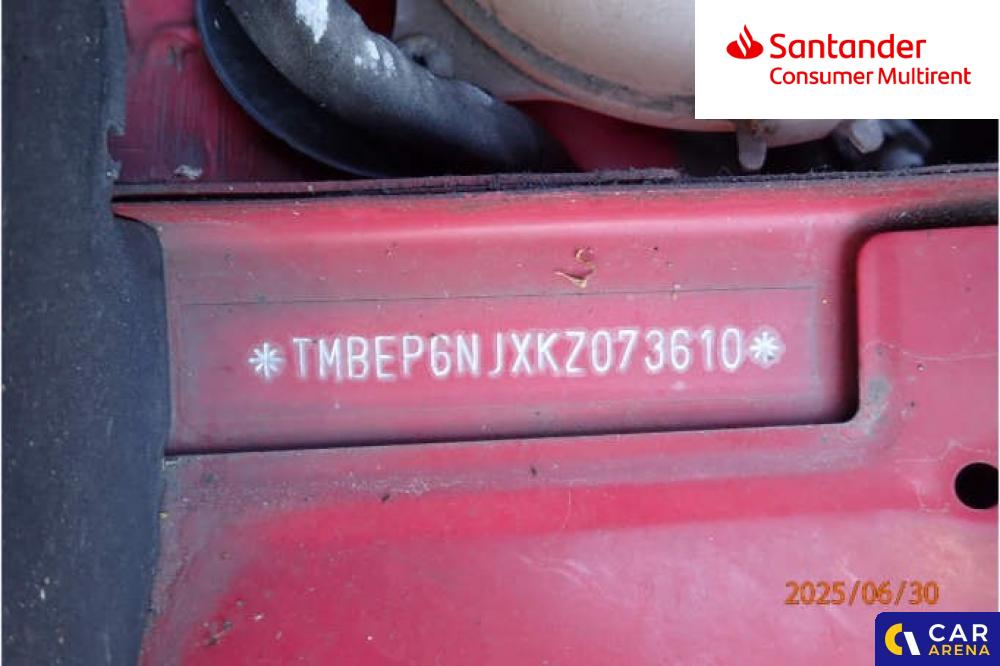 Santander
Consumer Multirent
*TMBEP6NJXKZ073610*
2025/06/30
CAR
ARENA